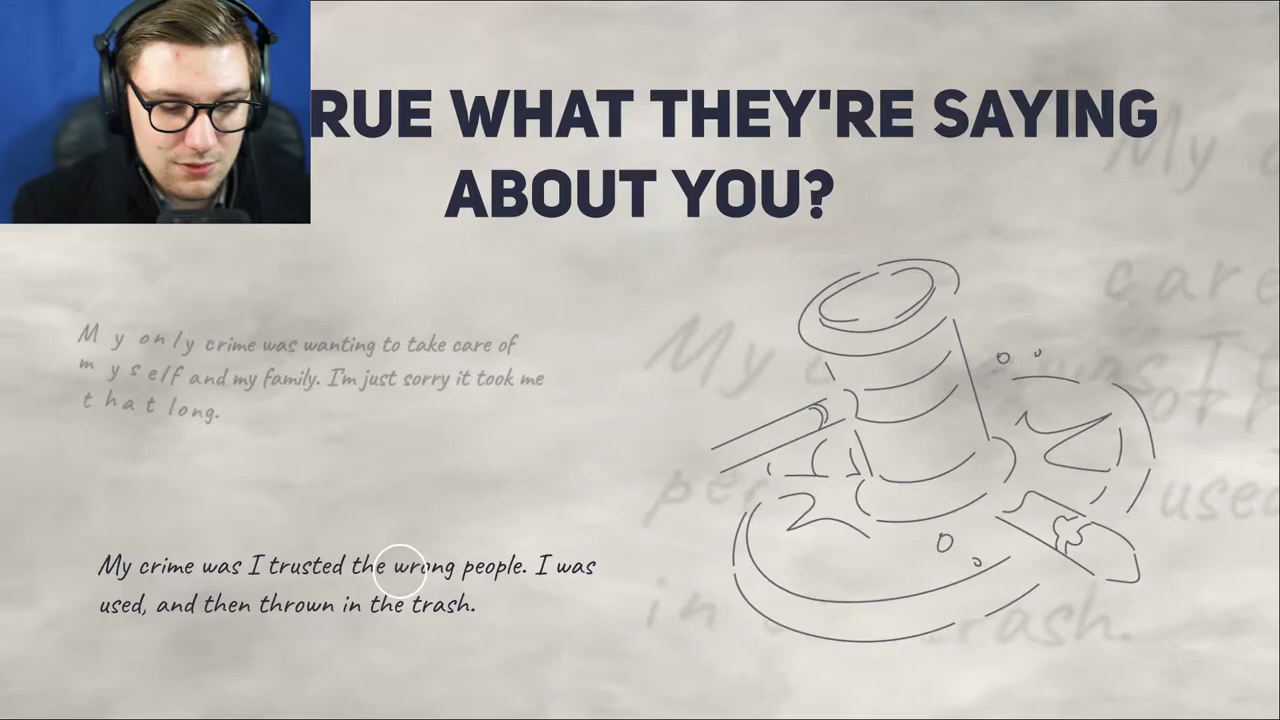 RUE WHAT THEY'RE SAYING
ABOUT YOU?
My only crime was wanting to take care of
myself and my family. I'm just sorry it took me
that long.
My crime was I trusted the wrong people. I was
used, and then thrown in the trash.